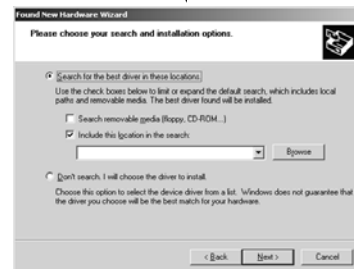 Found New Hardware Wizard
Please choose your search and installation options.
Search for the best driver in these locations.
Use the check boxes below to limit or expand the default search, which includes local
paths and removable media. The best driver found will be installed.
Search removable media (floppy, CD-ROM...)
Include this location in the search:
Browse
Don't search. I will choose the driver to install.
Choose this option to select the device driver from a list. Windows does not guarantee that
the driver you choose will be the best match for your hardware.
< Back
Next >
Cancel